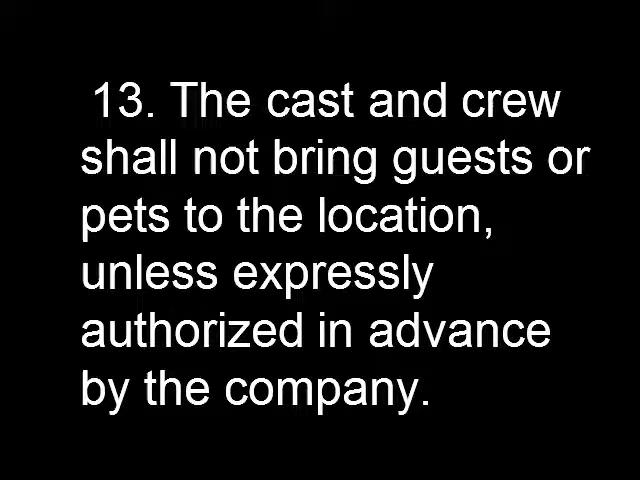 13. The cast and crew
shall not bring guests or
pets to the location,
unless expressly
authorized in advance
by the company.